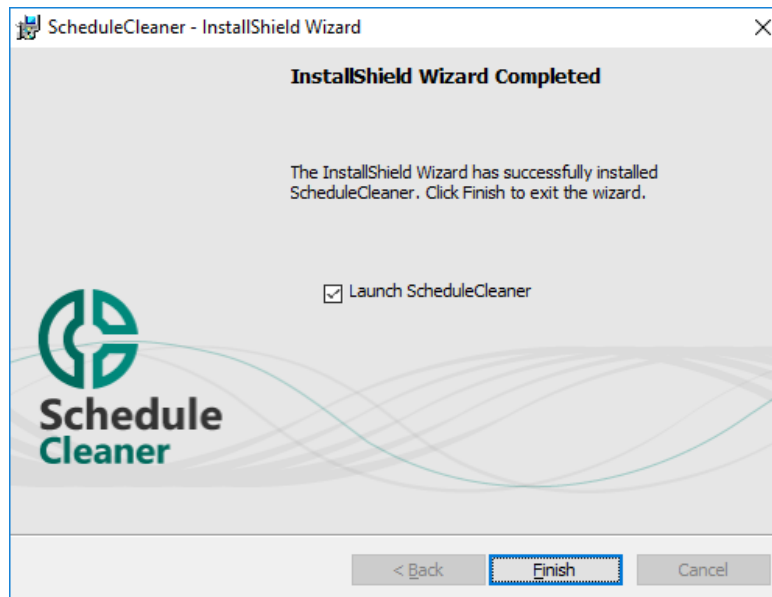 ScheduleCleaner - InstallShield Wizard
InstallShield Wizard Completed
The InstallShield Wizard has successfully installed
ScheduleCleaner. Click Finish to exit the wizard.
Launch ScheduleCleaner
Schedule
Cleaner
< Back
Finish
Cancel